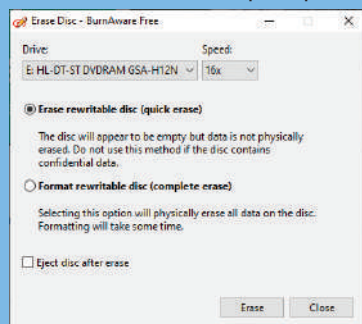 Erase Disc - BurnAware Free
Drive: Speed:
E: HL-DT-ST DVDRAM GSA-H12N 16x
Erase rewritable disc (quick erase)
The disc will appear to be empty but data is not physically
erased. Do not use this method if the disc contains
confidential data.
Format rewritable disc (complete erase)
Selecting this option will physically erase all data on the disc.
Formatting will take some time.
Eject disc after erase
Erase Close